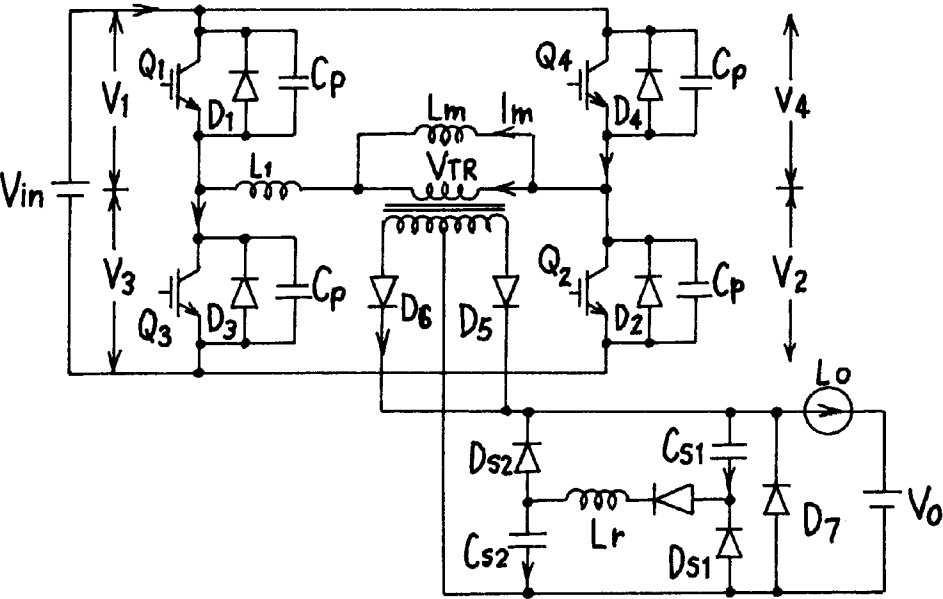 V1
Q1
D1
Cp
Lm
Im
Q4
D4
Cp
V4
Vin
L1
VTR
V3
Q3
D3
Cp
D6
D5
Q2
D2
Cp
V2
Lo
Ds2
Cs1
Lr
Cs2
Ds1
D7
Vo